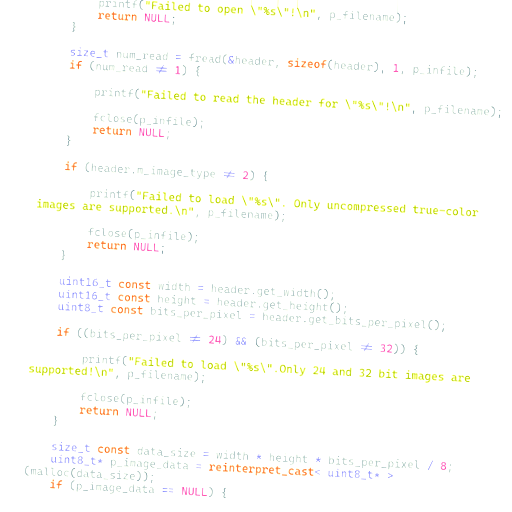 printf("Failed to open \"%s\"!\n", p_filename);
return NULL;
}
size_t num_read = fread(&header, sizeof(header), 1, p_infile);
if (num_read ≠ 1) {
printf("Failed to read the header for \"%s\"!\n", p_filename);
fclose(p_infile);
return NULL;
}
if (header.m_image_type ≠ 2) {
printf("Failed to load \"%s\". Only uncompressed true-color
images are supported.\n", p_filename);
fclose(p_infile);
return NULL;
}
uint16_t const width = header.get_width();
uint16_t const height = header.get_height();
uint8_t const bits_per_pixel = header.get_bits_per_pixel();
if ((bits_per_pixel ≠ 24) && (bits_per_pixel ≠ 32)) {
printf("Failed to load \"%s\".Only 24 and 32 bit images are
supported!\n", p_filename);
fclose(p_infile);
return NULL;
}
size_t const data_size = width * height * bits_per_pixel / 8;
uint8_t* p_image_data = reinterpret_cast< uint8_t* >
(malloc(data_size));
if (p_image_data == NULL) {